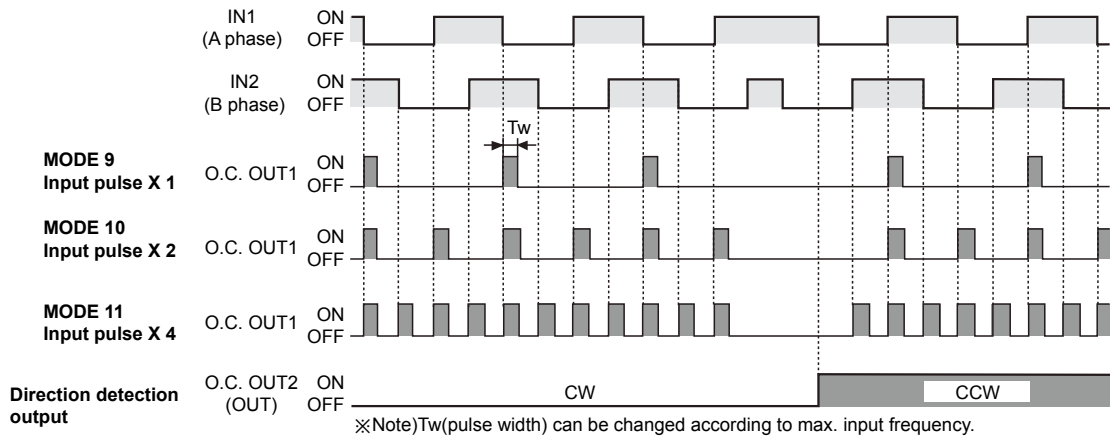 IN1
(A phase)
ON
OFF
IN2
(B phase)
ON
OFF
Tw
MODE 9
Input pulse X 1
O.C. OUT1
ON
OFF
MODE 10
Input pulse X 2
O.C. OUT1
ON
OFF
MODE 11
Input pulse X 4
O.C. OUT1
ON
OFF
Direction detection
output
O.C. OUT2
(OUT)
ON
OFF
CW
CCW
※Note)Tw(pulse width) can be changed according to max. input frequency.